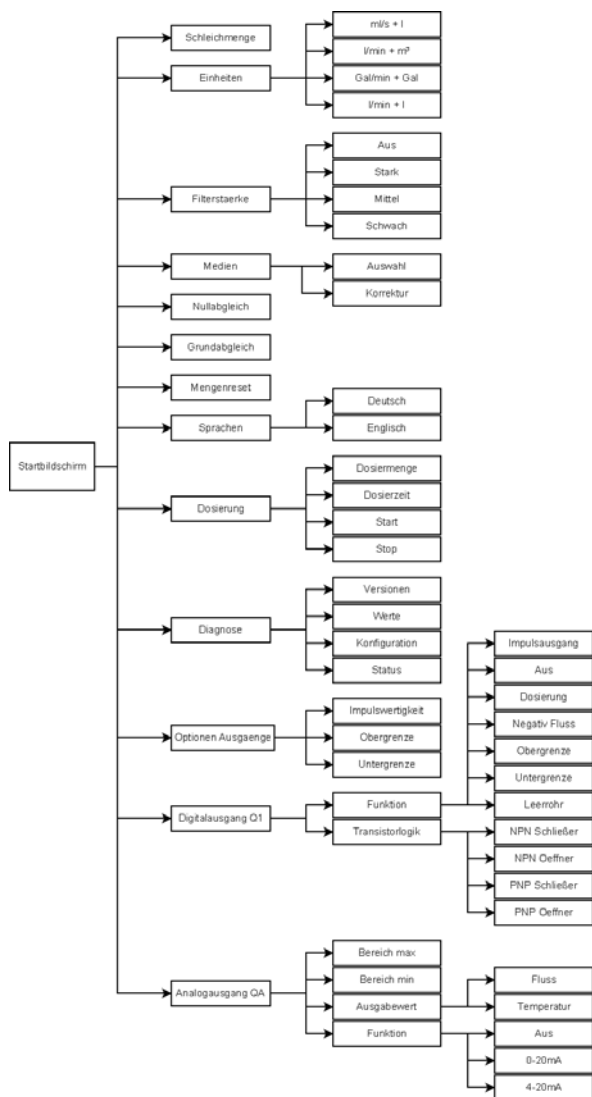 Startbildschirm
Schleichmenge
Einheiten
ml/s + l
l/min + m³
Gal/min + Gal
l/min + l
Filterstaerke
Aus
Stark
Mittel
Schwach
Medien
Auswahl
Korrektur
Nullabgleich
Grundabgleich
Mengenreset
Sprachen
Deutsch
Englisch
Dosierung
Dosiermenge
Dosierzeit
Start
Stop
Diagnose
Versionen
Werte
Konfiguration
Status
Optionen Ausgaenge
Impulswertigkeit
Obergrenze
Untergrenze
Digitalausgang Q1
Funktion
Impulsausgang
Aus
Dosierung
Negativ Fluss
Obergrenze
Untergrenze
Leerrohr
Transistorlogik
NPN Schließer
NPN Oeffner
PNP Schließer
PNP Oeffner
Analogausgang QA
Bereich max
Bereich min
Ausgabewert
Fluss
Temperatur
Funktion
Aus
0-20mA
4-20mA